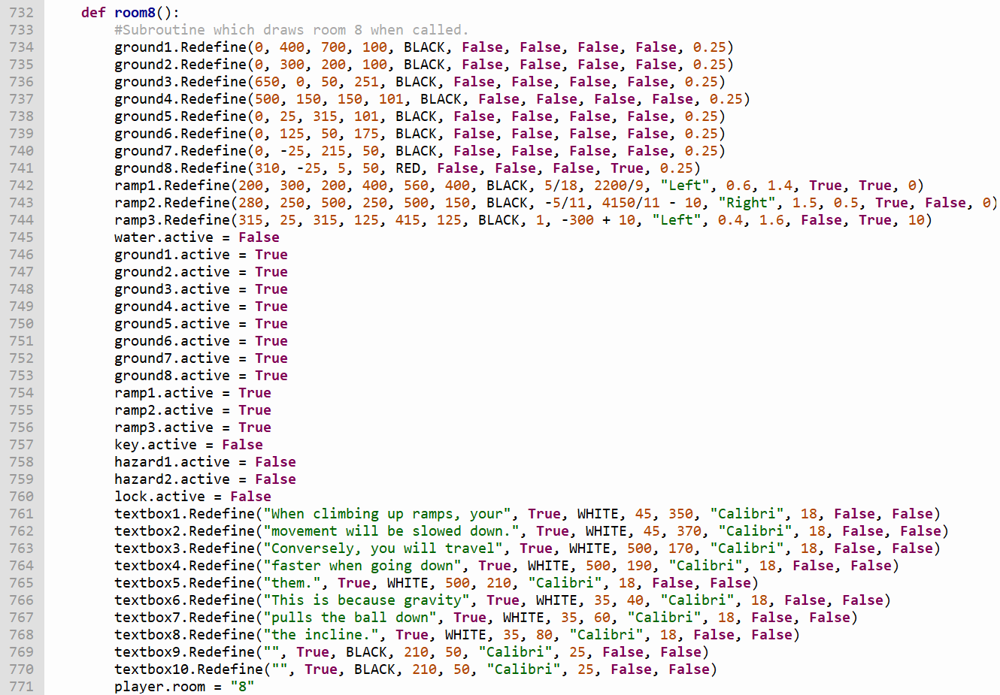 732 def room8():
733 #Subroutine which draws room 8 when called.
734 ground1.Redefine(0, 400, 700, 100, BLACK, False, False, False, False, 0.25)
735 ground2.Redefine(0, 300, 200, 100, BLACK, False, False, False, False, 0.25)
736 ground3.Redefine(650, 0, 50, 251, BLACK, False, False, False, False, 0.25)
737 ground4.Redefine(500, 150, 150, 101, BLACK, False, False, False, False, 0.25)
738 ground5.Redefine(0, 25, 315, 101, BLACK, False, False, False, False, 0.25)
739 ground6.Redefine(0, 125, 50, 175, BLACK, False, False, False, False, 0.25)
740 ground7.Redefine(0, -25, 215, 50, BLACK, False, False, False, False, 0.25)
741 ground8.Redefine(310, -25, 5, 50, RED, False, False, False, True, 0.25)
742 ramp1.Redefine(200, 300, 200, 400, 560, 400, BLACK, 5/18, 2200/9, "Left", 0.6, 1.4, True, True, 0)
743 ramp2.Redefine(280, 250, 500, 250, 500, 150, BLACK, -5/11, 4150/11 - 10, "Right", 1.5, 0.5, True, False, 0)
744 ramp3.Redefine(315, 25, 315, 125, 415, 125, BLACK, 1, -300 + 10, "Left", 0.4, 1.6, False, True, 10)
745 water.active = False
746 ground1.active = True
747 ground2.active = True
748 ground3.active = True
749 ground4.active = True
750 ground5.active = True
751 ground6.active = True
752 ground7.active = True
753 ground8.active = True
754 ramp1.active = True
755 ramp2.active = True
756 ramp3.active = True
757 key.active = False
758 hazard1.active = False
759 hazard2.active = False
760 lock.active = False
761 textbox1.Redefine("When climbing up ramps, your", True, WHITE, 45, 350, "Calibri", 18, False, False)
762 textbox2.Redefine("movement will be slowed down.", True, WHITE, 45, 370, "Calibri", 18, False, False)
763 textbox3.Redefine("Conversely, you will travel", True, WHITE, 500, 170, "Calibri", 18, False, False)
764 textbox4.Redefine("faster when going down", True, WHITE, 500, 190, "Calibri", 18, False, False)
765 textbox5.Redefine("them.", True, WHITE, 500, 210, "Calibri", 18, False, False)
766 textbox6.Redefine("This is because gravity", True, WHITE, 35, 40, "Calibri", 18, False, False)
767 textbox7.Redefine("pulls the ball down", True, WHITE, 35, 60, "Calibri", 18, False, False)
768 textbox8.Redefine("the incline.", True, WHITE, 35, 80, "Calibri", 18, False, False)
769 textbox9.Redefine("", True, BLACK, 210, 50, "Calibri", 25, False, False)
770 textbox10.Redefine("", True, BLACK, 210, 50, "Calibri", 25, False, False)
771 player.room = "8"